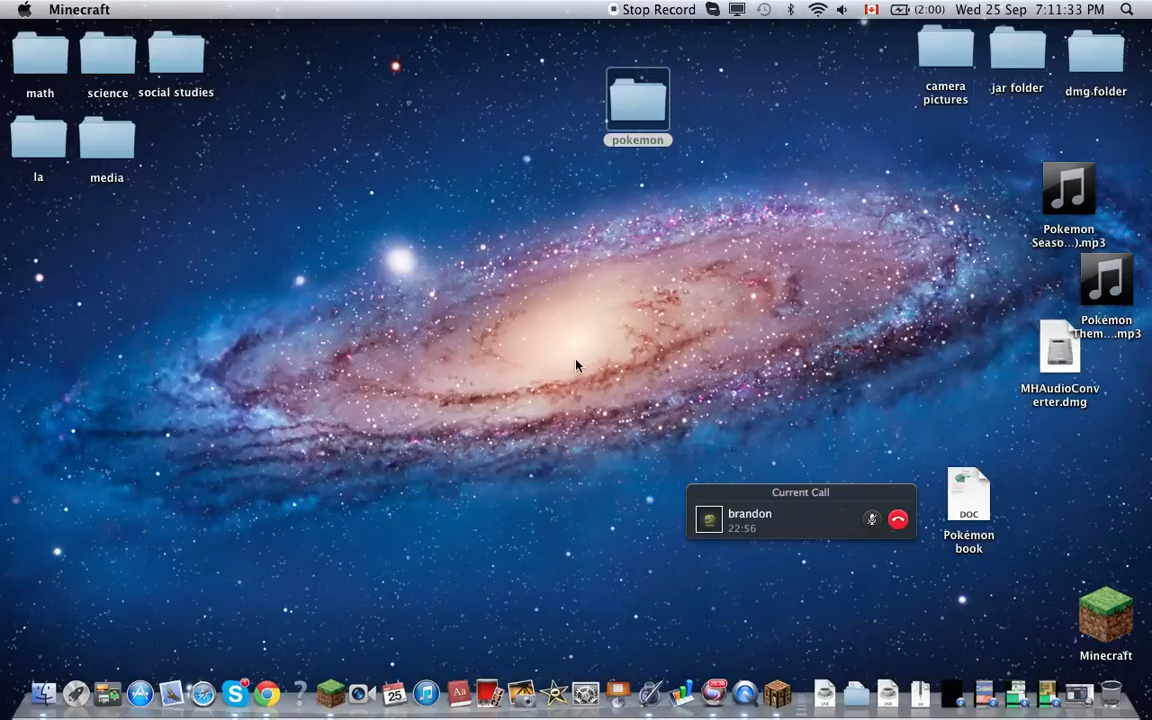 Minecraft
Stop Record
(2:00)
Wed 25 Sep 7:11:33 PM
math
science
social studies
la
media
pokemon
camera
pictures
jar folder
dmg folder
Pokemon
Seaso...).mp3
Pokémon
Them....mp3
MHAudioConv
erter.dmg
Current Call
brandon
22:56
DOC
Pokémon
book
Minecraft
25
Aa